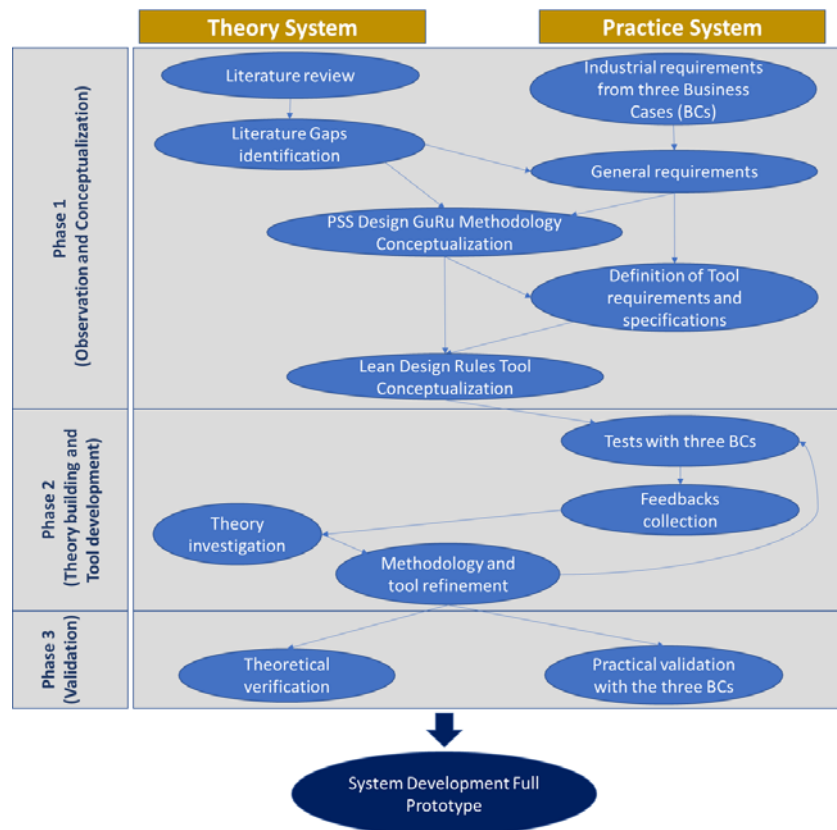 Theory System
Practice System
Phase 1
(Observation and Conceptualization)
Literature review
Industrial requirements
from three Business
Cases (BCs)
Literature Gaps
identification
General requirements
PSS Design GuRu Methodology
Conceptualization
Definition of Tool
requirements and
specifications
Lean Design Rules Tool
Conceptualization
Phase 2
(Theory building and
Tool development)
Tests with three BCs
Feedbacks
collection
Theory
investigation
Methodology and
tool refinement
Phase 3
(Validation)
Theoretical
verification
Practical validation
with the three BCs
System Development Full
Prototype